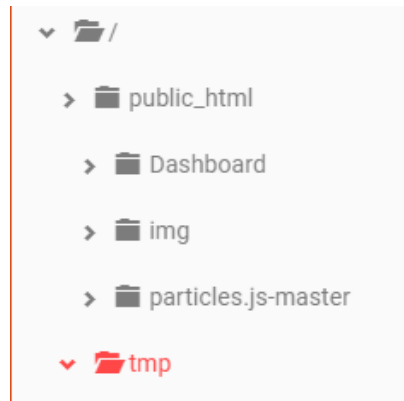 /
public_html
Dashboard
img
particles.js-master
tmp